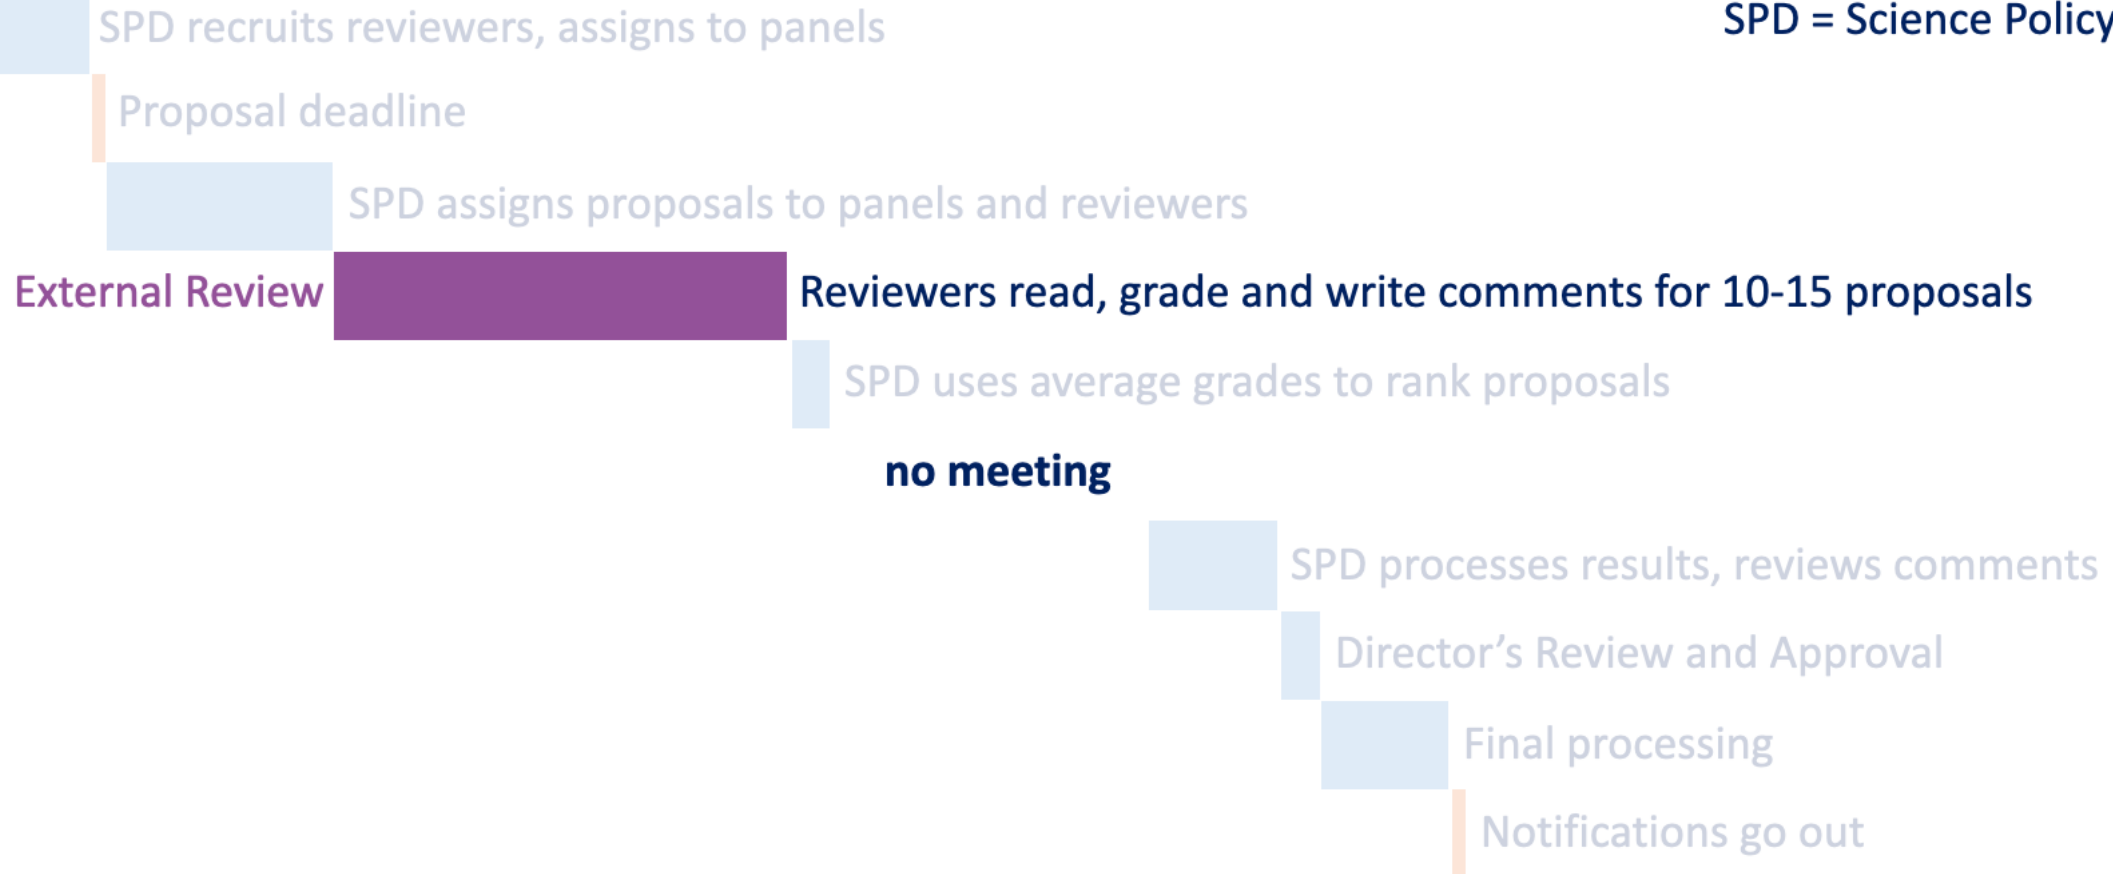 SPD recruits reviewers, assigns to panels
SPD = Science Policy
Proposal deadline
SPD assigns proposals to panels and reviewers
External Review
Reviewers read, grade and write comments for 10-15 proposals
SPD uses average grades to rank proposals
no meeting
SPD processes results, reviews comments
Director’s Review and Approval
Final processing
Notifications go out